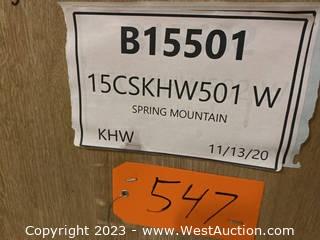 B15501
15CSKHW501 W
SPRING MOUNTAIN
KHW 11/13/20
547
Copyright 2023 - www.WestAuction.com